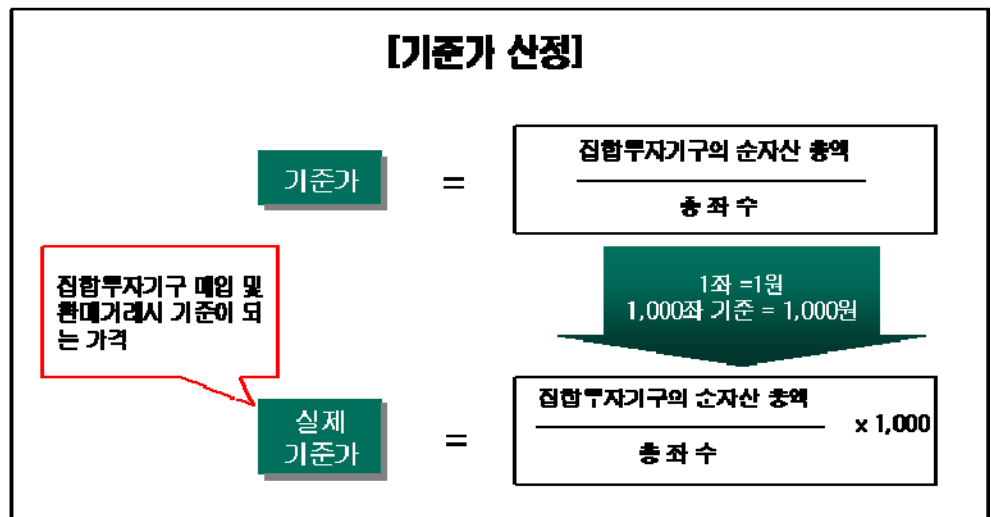 [기준가 산정]
기준가
=
집합투자기구의 순자산 총액
총 좌 수
집합투자기구 매입 및
환매거래시 기준이 되
는 가격
1좌 =1원
1,000좌 기준 = 1,000원
실제
기준가
=
집합투자기구의 순자산 총액
총 좌 수
x 1,000